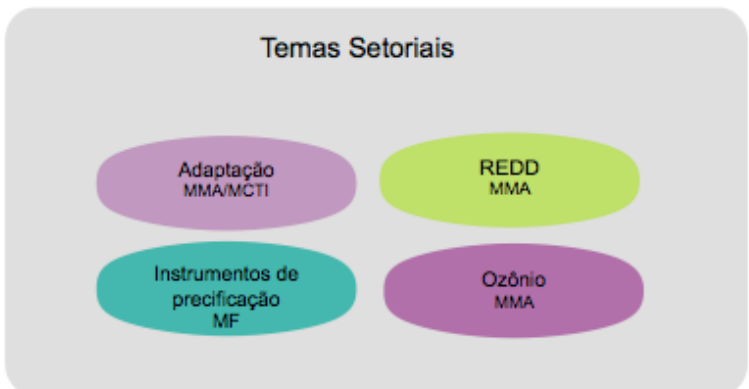 Temas Setoriais
Adaptação
MMA/MCTI
REDD
MMA
Instrumentos de
precificação
MF
Ozônio
MMA